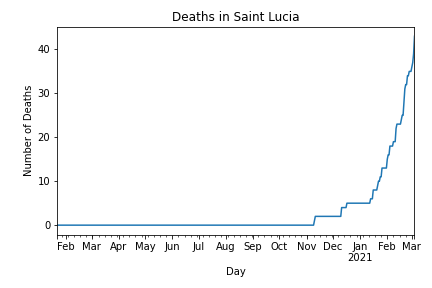 Deaths in Saint Lucia
Number of Deaths
40
30
20
10
0
Feb Mar Apr May Jun Jul Aug Sep Oct Nov Dec Jan Feb Mar
2021
Day